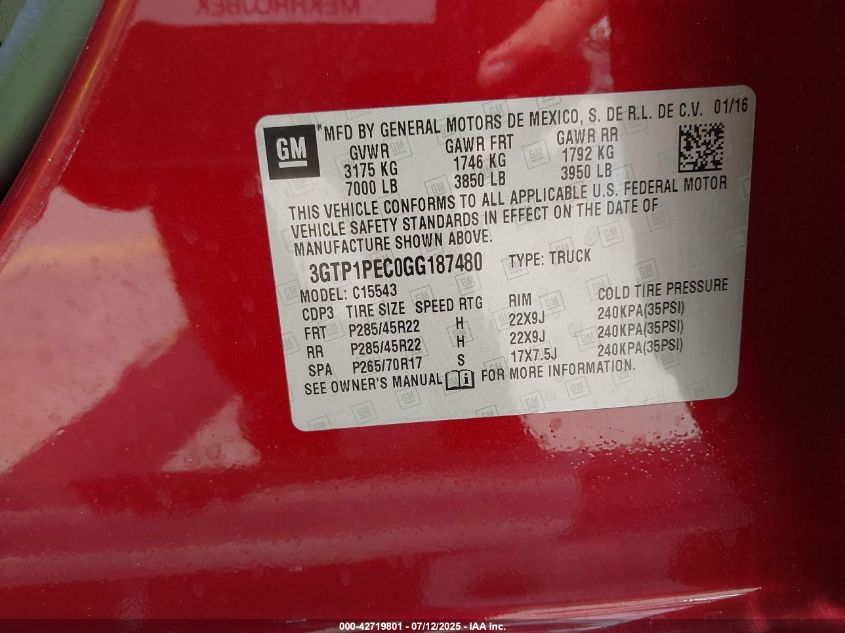 MEKHROJBEK
GM
MFD BY GENERAL MOTORS DE MEXICO, S. DE R.L. DE C.V. 01/16
GVWR GAWR FRT GAWR RR
3175 KG 1746 KG 1792 KG
7000 LB 3850 LB 3950 LB
THIS VEHICLE CONFORMS TO ALL APPLICABLE U.S. FEDERAL MOTOR
VEHICLE SAFETY STANDARDS IN EFFECT ON THE DATE OF
MANUFACTURE SHOWN ABOVE.
3GTP1PEC0GG187480 TYPE: TRUCK
MODEL: C15543
CDP3 TIRE SIZE SPEED RTG RIM COLD TIRE PRESSURE
FRT P285/45R22 H 22X9J 240KPA(35PSI)
RR P285/45R22 H 22X9J 240KPA(35PSI)
SPA P265/70R17 S 17X7.5J 240KPA(35PSI)
SEE OWNER'S MANUAL FOR MORE INFORMATION.
000-42719801 - 07/12/2025 - IAA Inc.